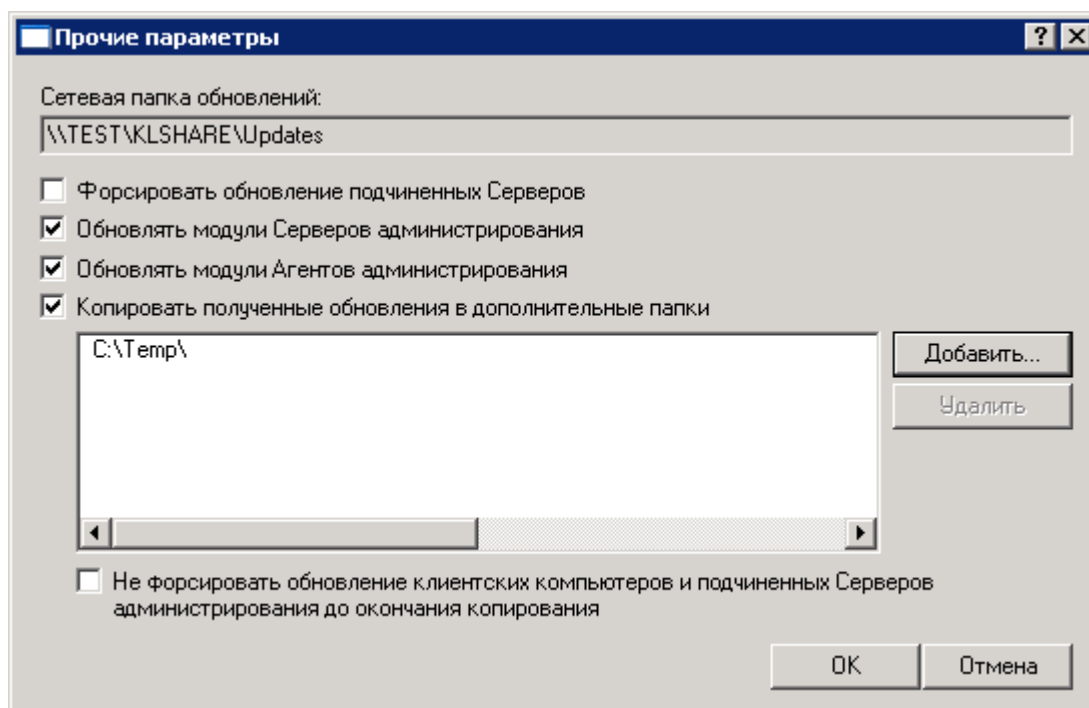 Прочие параметры
Сетевая папка обновлений:
\\TEST\KLSHARE\Updates
Форсировать обновление подчиненных Серверов
Обновлять модули Серверов администрирования
Обновлять модули Агентов администрирования
Копировать полученные обновления в дополнительные папки
C:\Temp\
Добавить...
Удалить
Не форсировать обновление клиентских компьютеров и подчиненных Серверов
администрирования до окончания копирования
OK
Отмена